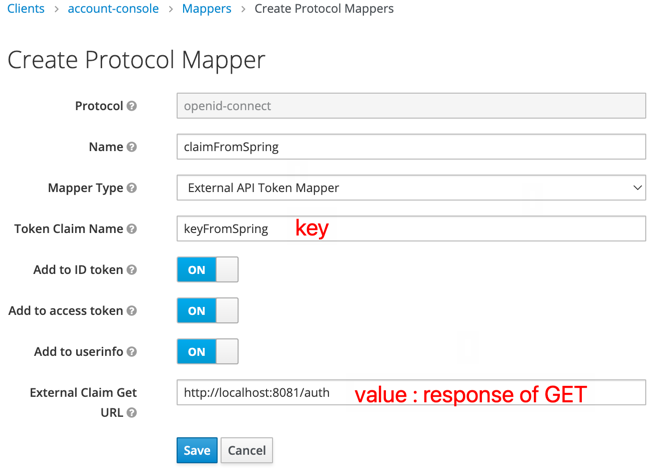 Clients > account-console > Mappers > Create Protocol Mappers
Create Protocol Mapper
Protocol ? openid-connect
Name ? claimFromSpring
Mapper Type ? External API Token Mapper
Token Claim Name ? keyFromSpring key
Add to ID token ? ON
Add to access token ? ON
Add to userinfo ? ON
External Claim Get
URL ? http://localhost:8081/auth value : response of GET
Save Cancel